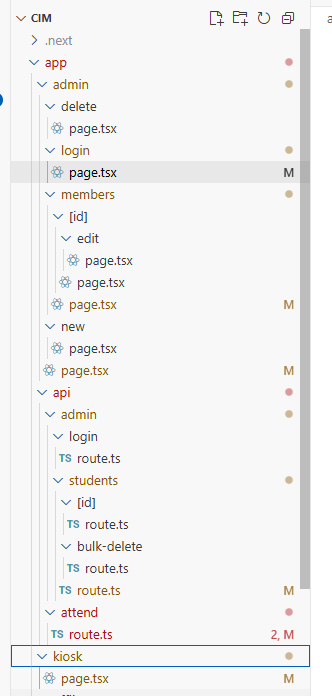 CIM
.next
app
admin
delete
page.tsx
login
page.tsx M
members
[id]
edit
page.tsx
page.tsx
page.tsx M
new
page.tsx
page.tsx M
api
admin
login
TS route.ts
students
[id]
TS route.ts
bulk-delete
TS route.ts
TS route.ts M
attend
TS route.ts 2, M
kiosk
page.tsx M